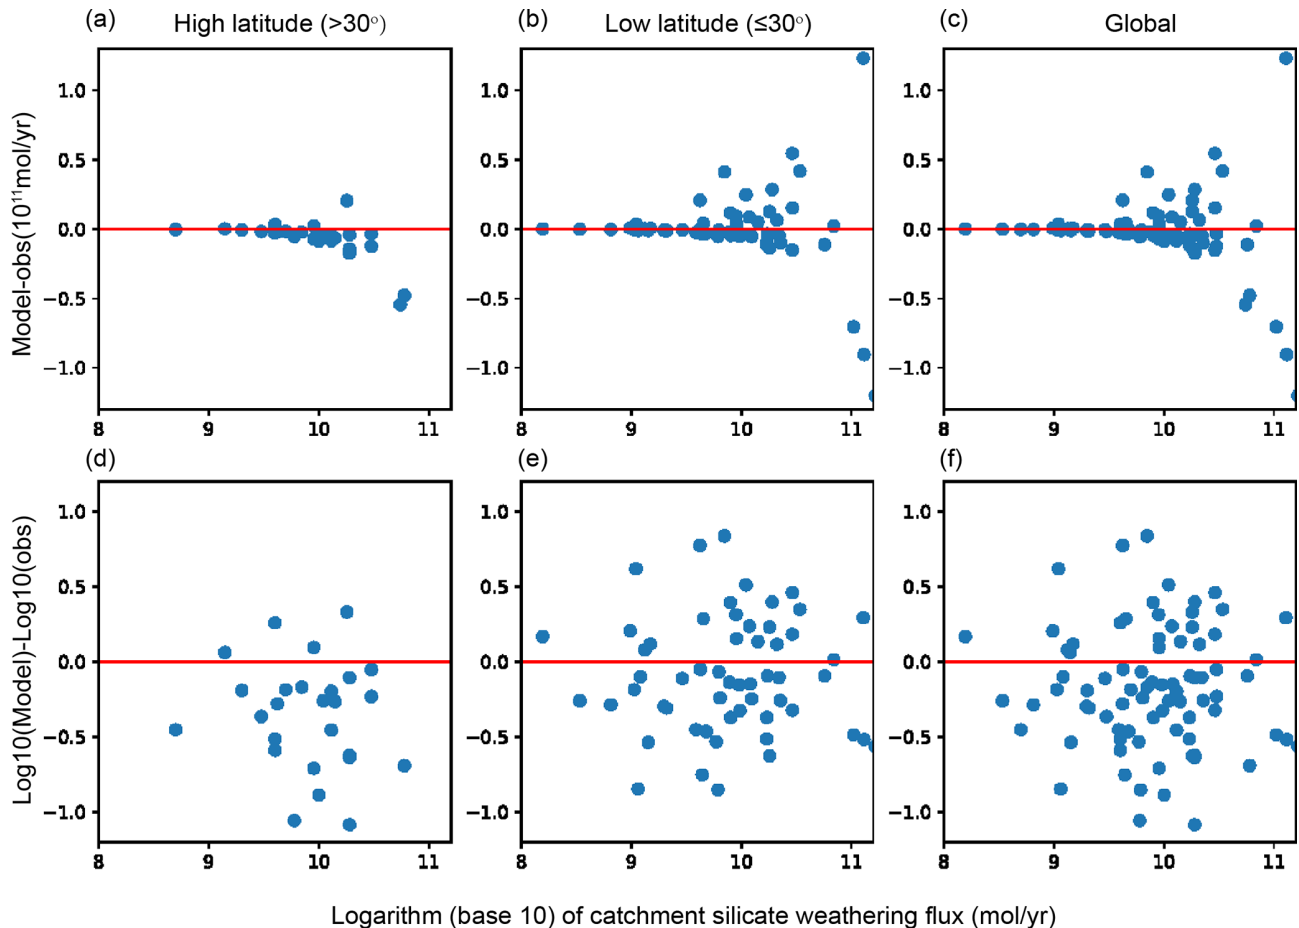 (a) High latitude (>30°)
(b) Low latitude (≤30°)
(c) Global
Model-obs(10¹¹mol/yr)
1.0
0.5
0.0
−0.5
−1.0
8 9 10 11
1.0
0.5
0.0
−0.5
−1.0
8 9 10 11
1.0
0.5
0.0
−0.5
−1.0
8 9 10 11
(d)
(e)
(f)
Log10(Model)-Log10(obs)
1.0
0.5
0.0
−0.5
−1.0
8 9 10 11
1.0
0.5
0.0
−0.5
−1.0
8 9 10 11
1.0
0.5
0.0
−0.5
−1.0
8 9 10 11
Logarithm (base 10) of catchment silicate weathering flux (mol/yr)